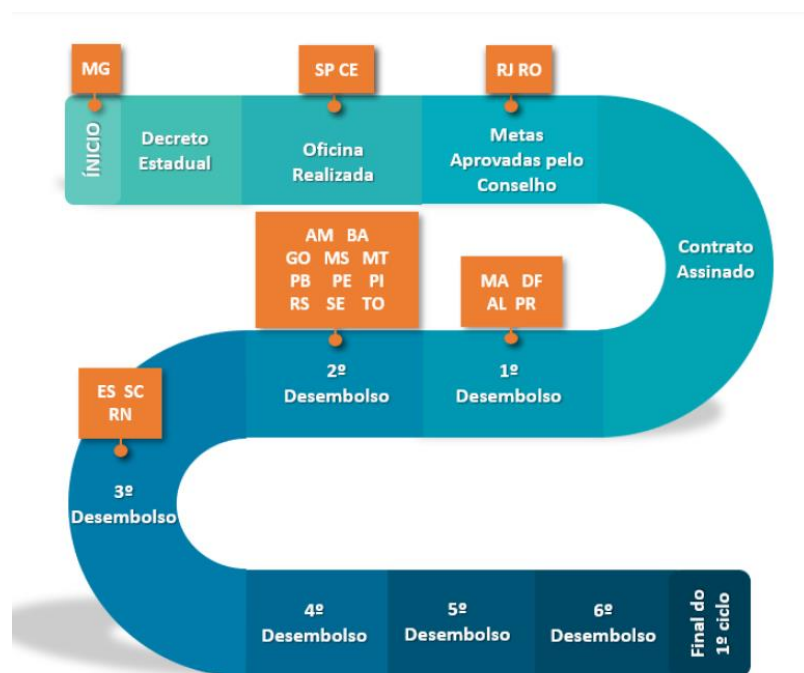 MG
SP CE
RJ RO
ÍNICIO
Decreto
Estadual
Oficina
Realizada
Metas
Aprovadas pelo
Conselho
Contrato
Assinado
AM BA
GO MS MT
PB PE PI
RS SE TO
MA DF
AL PR
2º
Desembolso
1º
Desembolso
ES SC
RN
3º
Desembolso
4º
Desembolso
5º
Desembolso
6º
Desembolso
Final do
1º ciclo